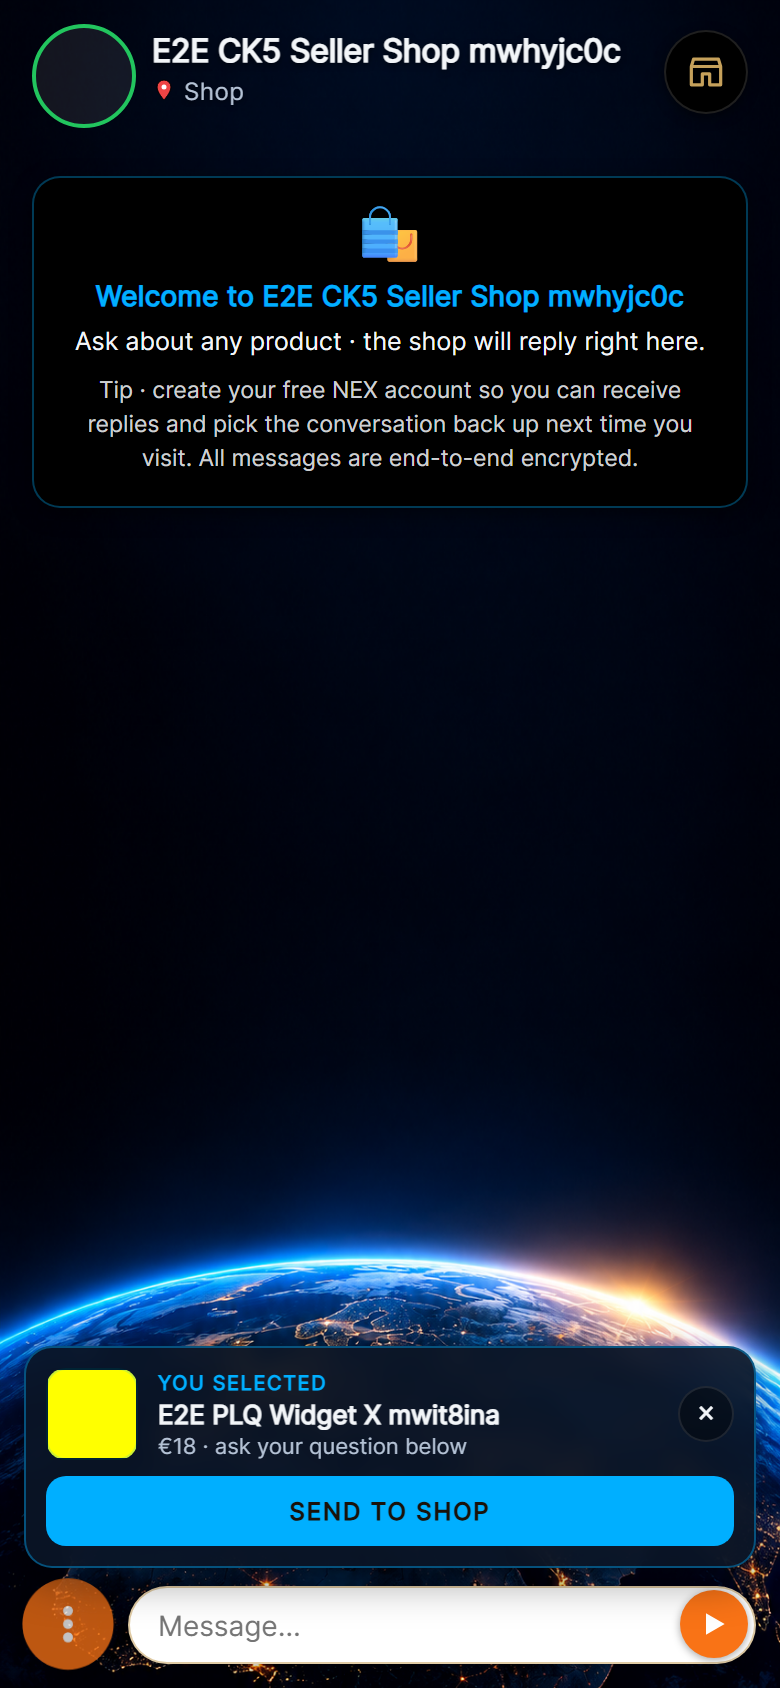 E2E CK5 Seller Shop mwhyjc0c
Shop
Welcome to E2E CK5 Seller Shop mwhyjc0c
Ask about any product · the shop will reply right here.
Tip · create your free NEX account so you can receive
replies and pick the conversation back up next time you
visit. All messages are end-to-end encrypted.
YOU SELECTED
E2E PLQ Widget X mwit8ina
€18 · ask your question below
SEND TO SHOP
Message...